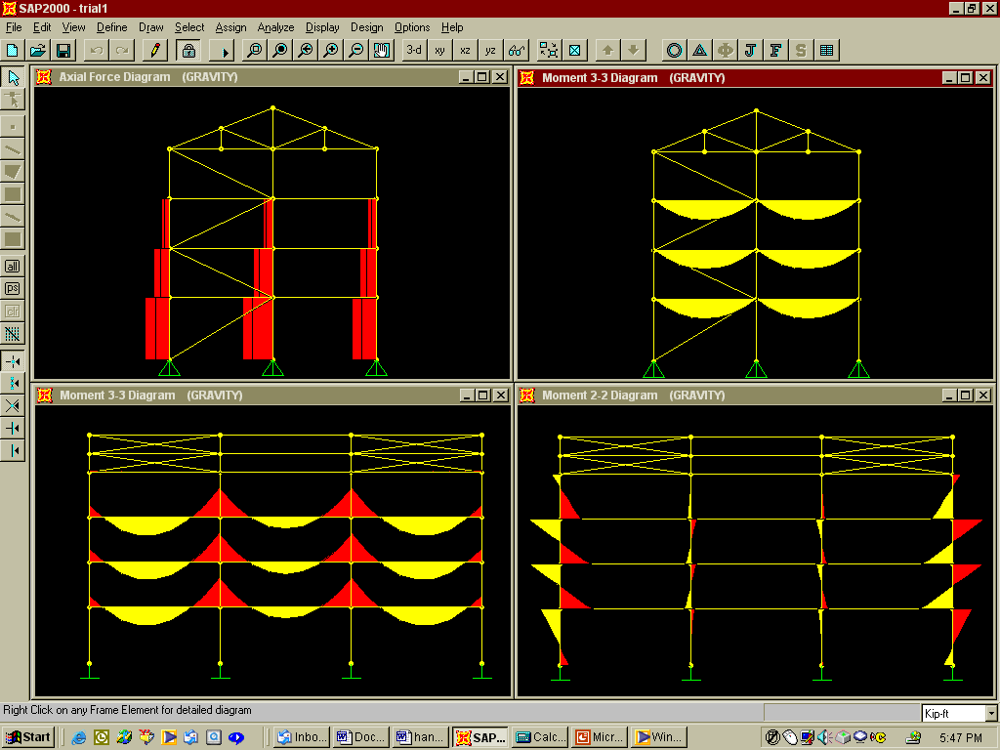 SAP2000 - trial1
File Edit View Define Draw Select Assign Analyze Display Design Options Help
3-d xy xz yz
J F S
Axial Force Diagram (GRAVITY)
Moment 3-3 Diagram (GRAVITY)
all
ps
clr
Moment 3-3 Diagram (GRAVITY)
Moment 2-2 Diagram (GRAVITY)
Right Click on any Frame Element for detailed diagram
Kip-ft
Start Inbo... Doc... han... SAP... Calc... Micr... Win... 5:47 PM